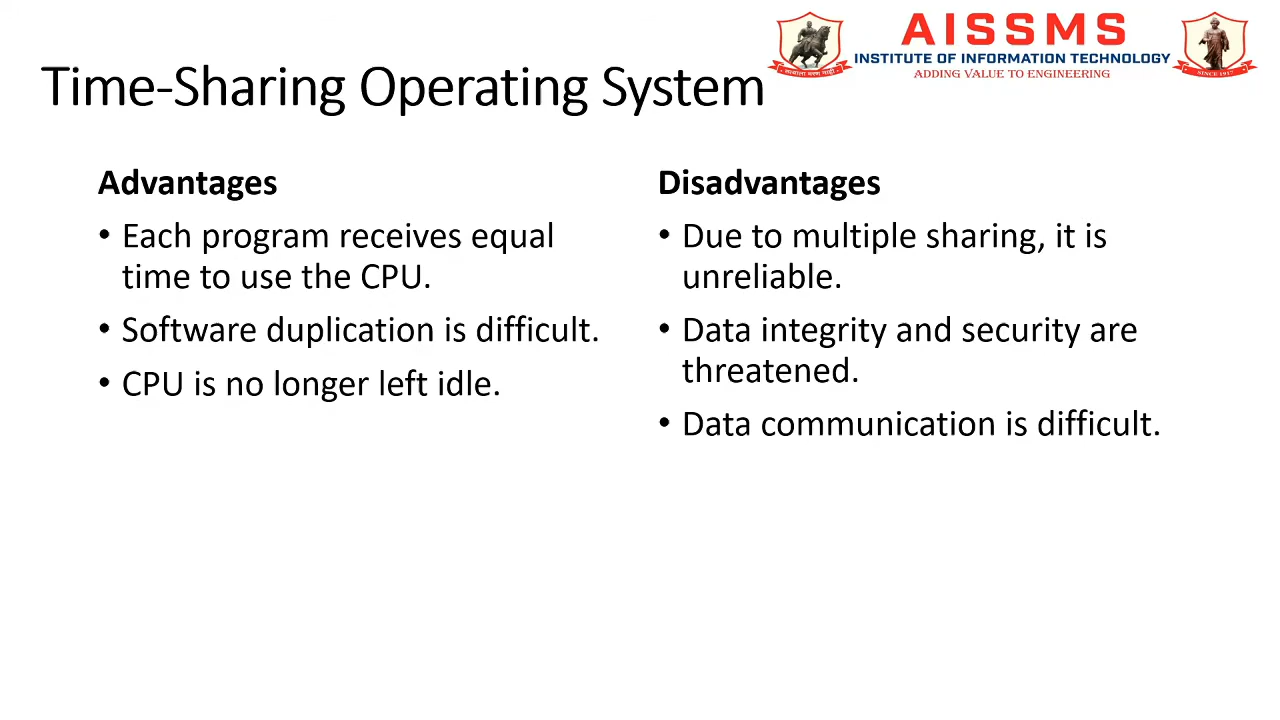 AISSMS
INSTITUTE OF INFORMATION TECHNOLOGY
ADDING VALUE TO ENGINEERING
SINCE 1917
Time-Sharing Operating System
Advantages
• Each program receives equal
time to use the CPU.
• Software duplication is difficult.
• CPU is no longer left idle.
Disadvantages
• Due to multiple sharing, it is
unreliable.
• Data integrity and security are
threatened.
• Data communication is difficult.